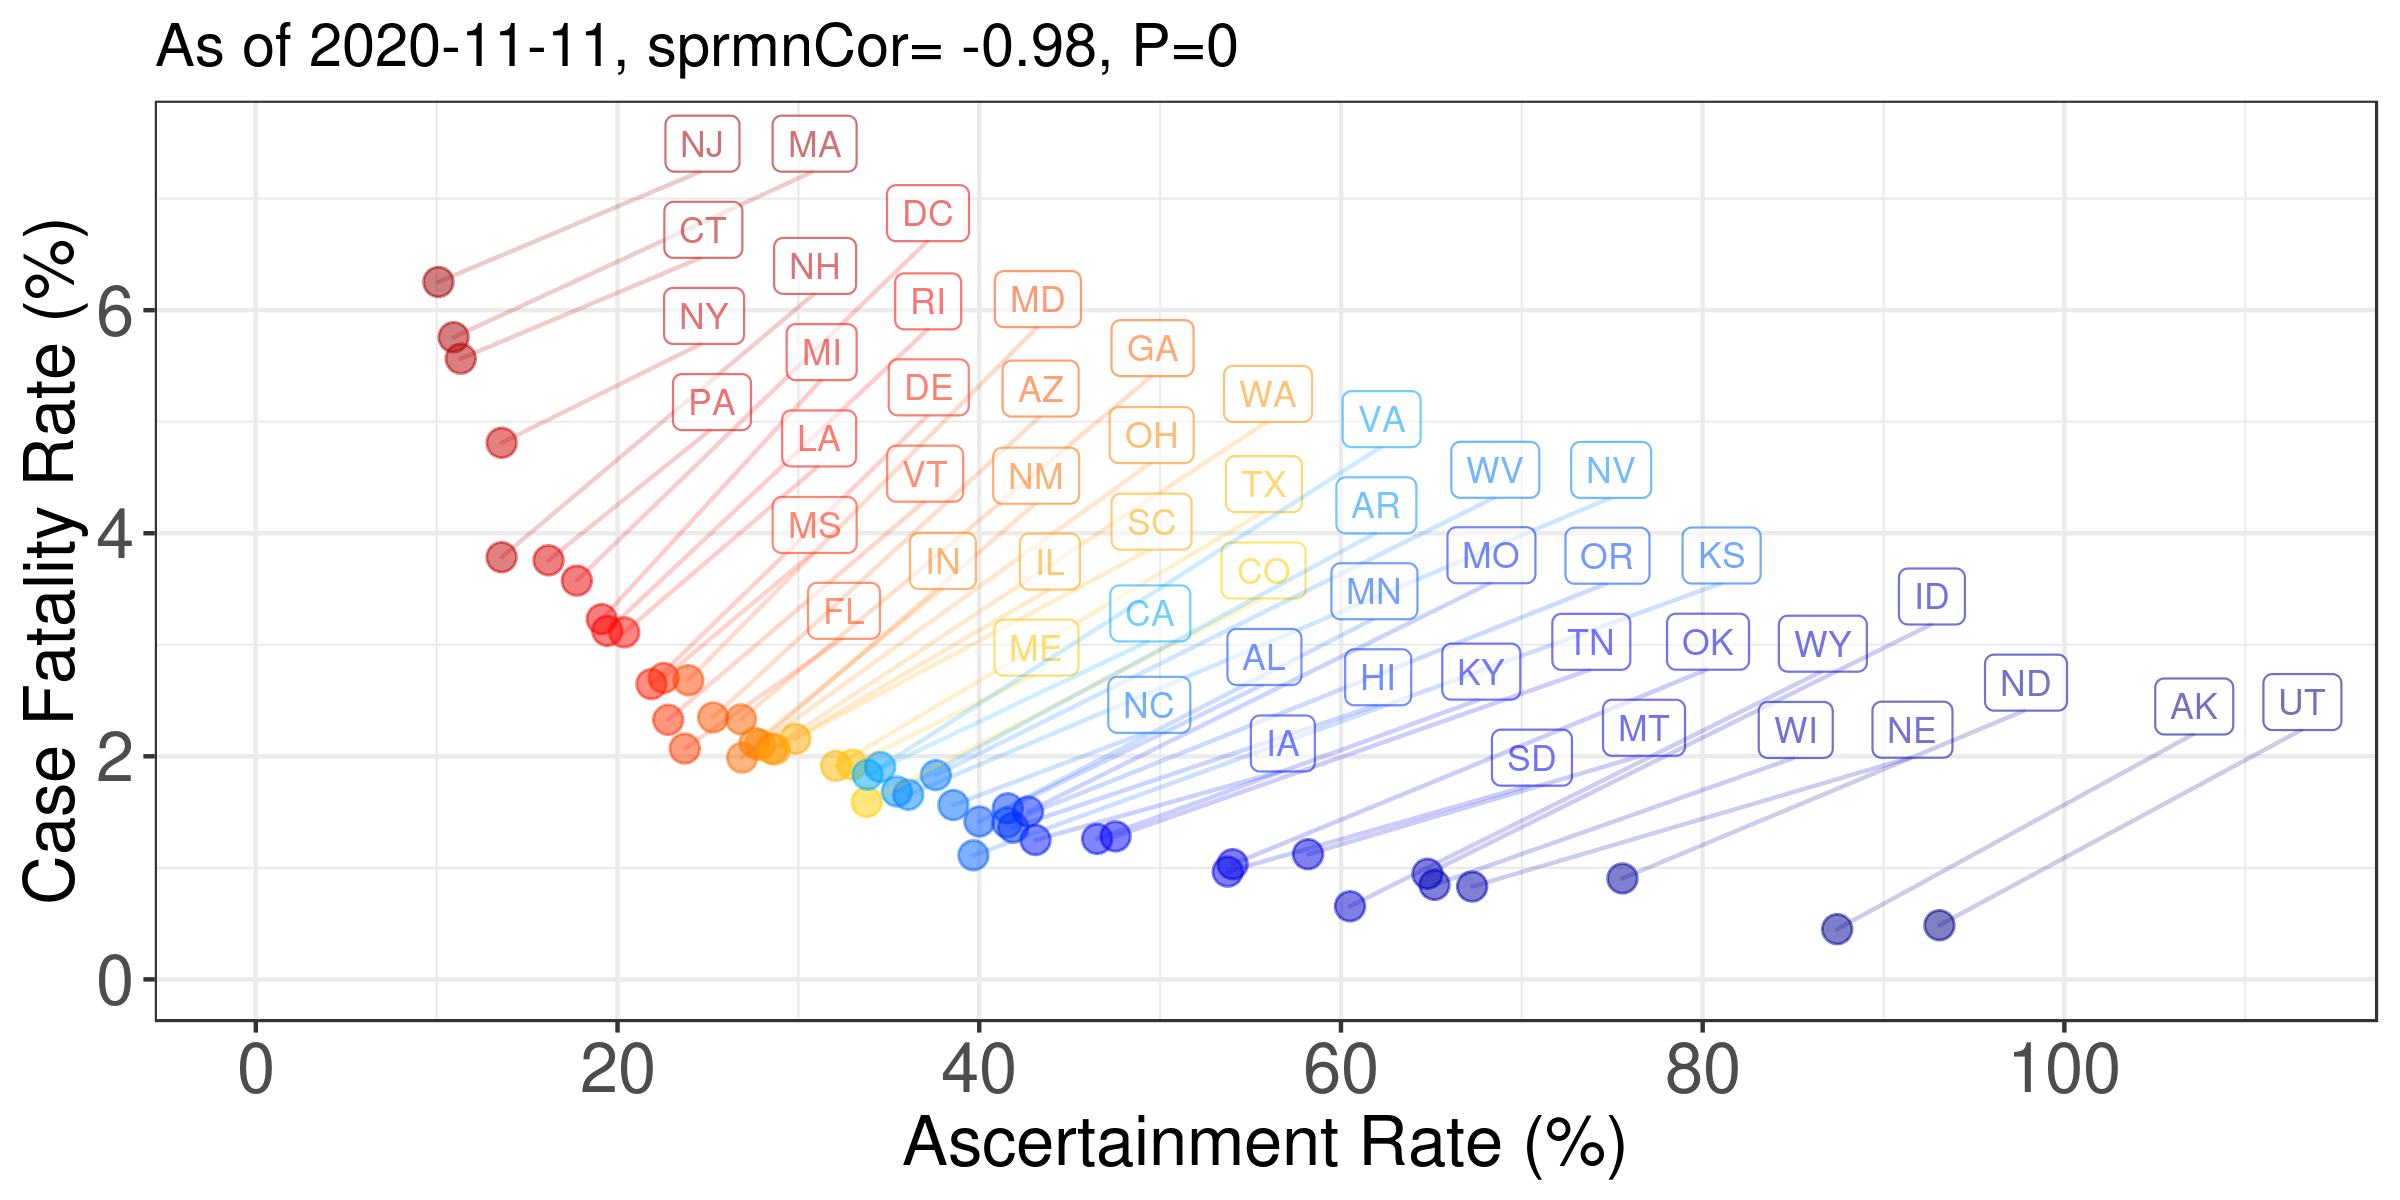 As of 2020-11-11, sprmnCor= -0.98, P=0
NJ MA
DC
CT
NH
RI MD
NY
GA
MI
DE AZ WA
PA
VA
LA
OH
VT NM
WV NV
TX
AR
MS
SC
IN IL
MO OR KS
CO
MN
ID
FL
CA
ME
TN OK WY
AL
HI KY
ND
NC
AK UT
IA
MT WI NE
SD
Case Fatality Rate (%)
6
4
2
0
0 20 40 60 80 100
Ascertainment Rate (%)